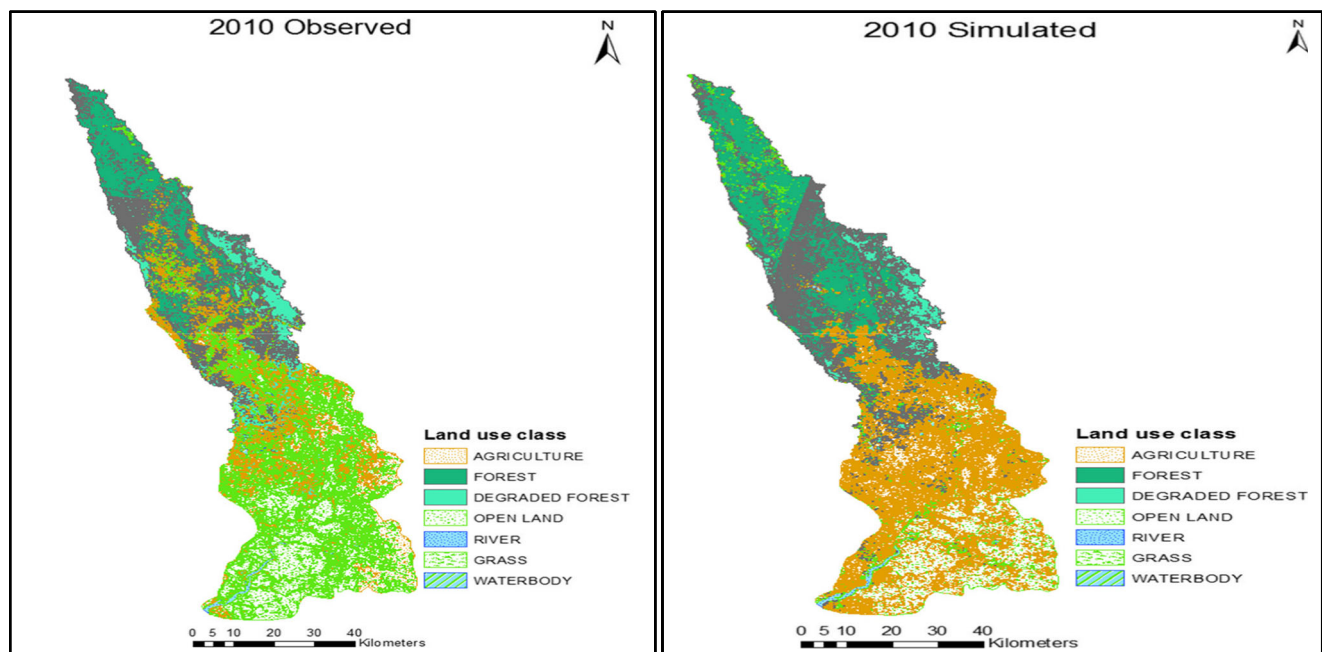 2010 Observed
N
Land use class
AGRICULTURE
FOREST
DEGRADED FOREST
OPEN LAND
RIVER
GRASS
WATERBODY
0 5 10 20 30 40
Kilometers
2010 Simulated
N
Land use class
AGRICULTURE
FOREST
DEGRADED FOREST
OPEN LAND
RIVER
GRASS
WATERBODY
0 5 10 20 30 40
Kilometers